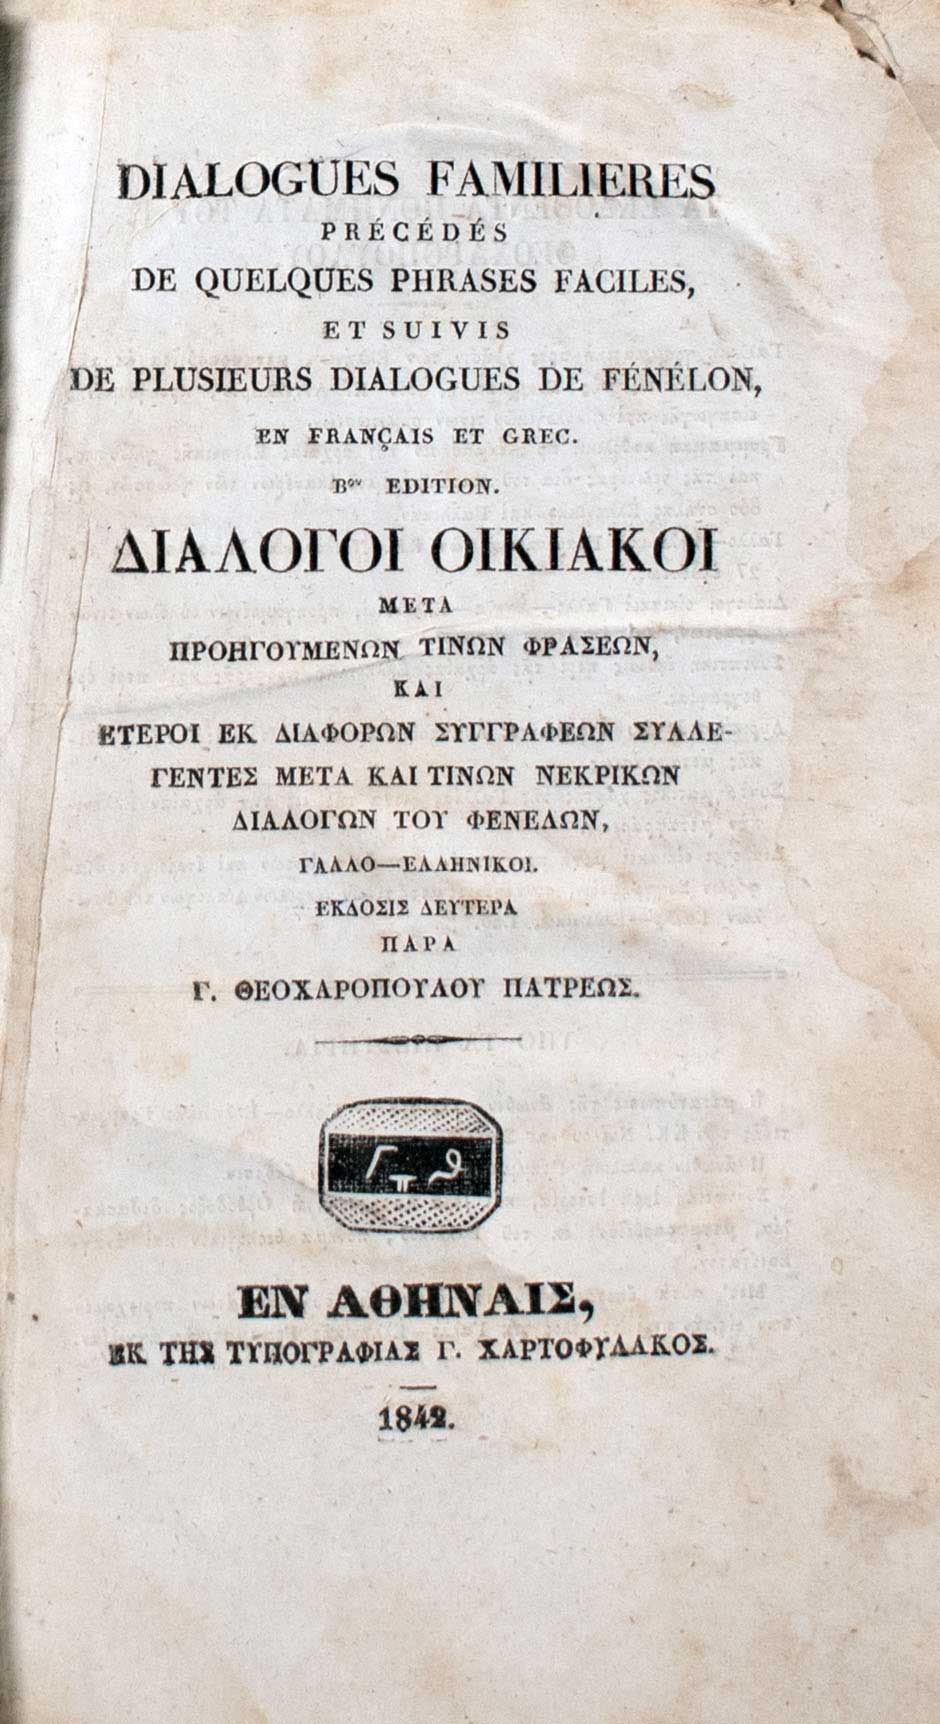 DIALOGUES FAMILIERES
PRÉCÉDÉS
DE QUELQUES PHRASES FACILES,
ET SUIVIS
DE PLUSIEURS DIALOGUES DE FÉNÉLON,
EN FRANÇAIS ET GREC.
Bον EDITION.
ΔΙΑΛΟΓΟΙ ΟΙΚΙΑΚΟΙ
ΜΕΤΑ
ΠΡΟΗΓΟΥΜΕΝΩΝ ΤΙΝΩΝ ΦΡΑΣΕΩΝ,
ΚΑΙ
ΕΤΕΡΟΙ ΕΚ ΔΙΑΦΟΡΩΝ ΣΥΓΓΡΑΦΕΩΝ ΣΥΛΛΕ-
ΓΕΝΤΕΣ ΜΕΤΑ ΚΑΙ ΤΙΝΩΝ ΝΕΚΡΙΚΩΝ
ΔΙΑΛΟΓΩΝ ΤΟΥ ΦΕΝΕΛΩΝ,
ΓΑΛΛΟ—ΕΛΛΗΝΙΚΟΙ.
ΕΚΔΟΣΙΣ ΔΕΥΤΕΡΑ
ΠΑΡΑ
Γ. ΘΕΟΧΑΡΟΠΟΥΛΟΥ ΠΑΤΡΕΩΣ.
Γ π θ
ΕΝ ΑΘΗΝΑΙΣ,
ΕΚ ΤΗΣ ΤΥΠΟΓΡΑΦΙΑΣ Γ. ΧΑΡΤΟΦΥΛΑΚΟΣ.
1842.